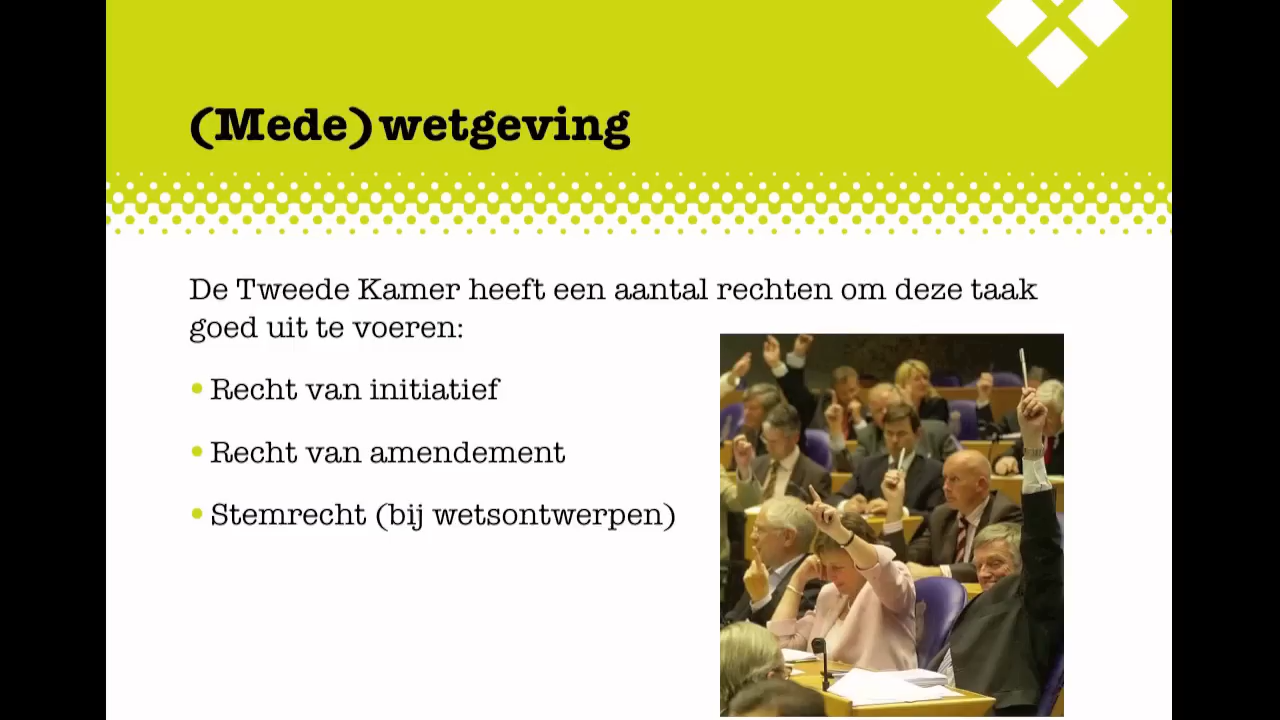 (Mede)wetgeving
De Tweede Kamer heeft een aantal rechten om deze taak
goed uit te voeren:
• Recht van initiatief
• Recht van amendement
• Stemrecht (bij wetsontwerpen)